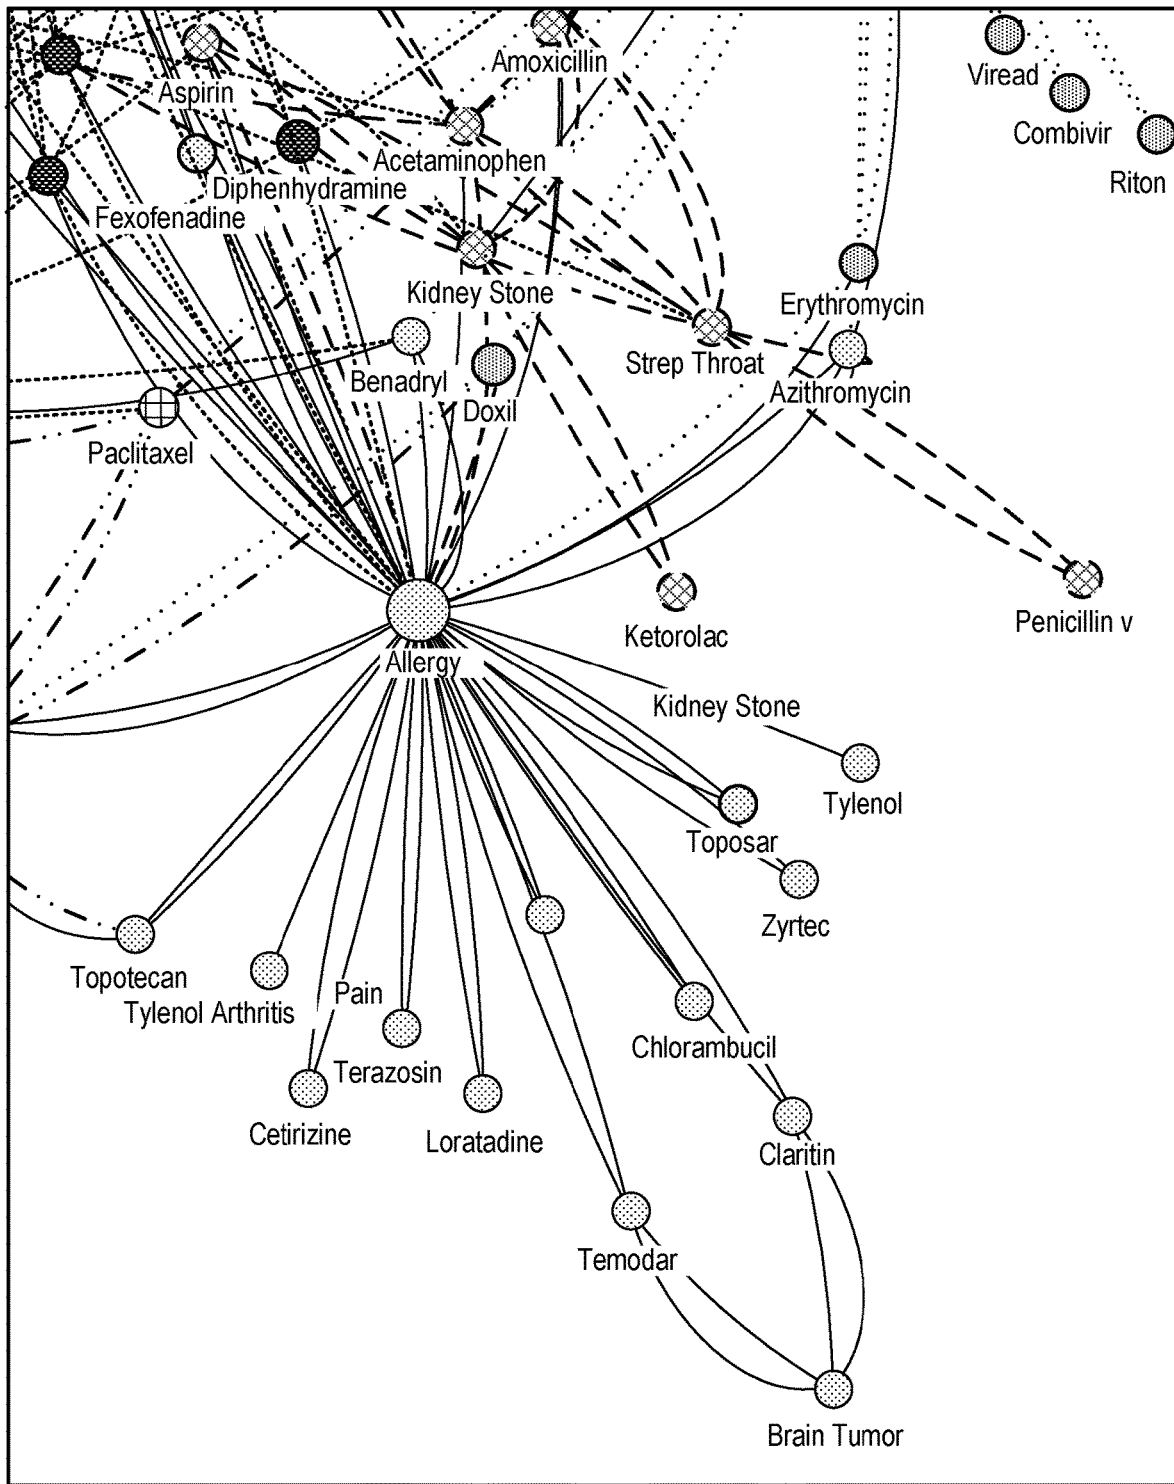 Amoxicillin
Viread
Aspirin
Combivir
Acetaminophen
Riton
Diphenhydramine
Fexofenadine
Kidney Stone
Erythromycin
Strep Throat
Benadryl
Azithromycin
Doxil
Paclitaxel
Penicillin v
Ketorolac
Allergy
Kidney Stone
Tylenol
Toposar
Zyrtec
Topotecan
Pain
Tylenol Arthritis
Chlorambucil
Terazosin
Cetirizine
Loratadine
Claritin
Temodar
Brain Tumor